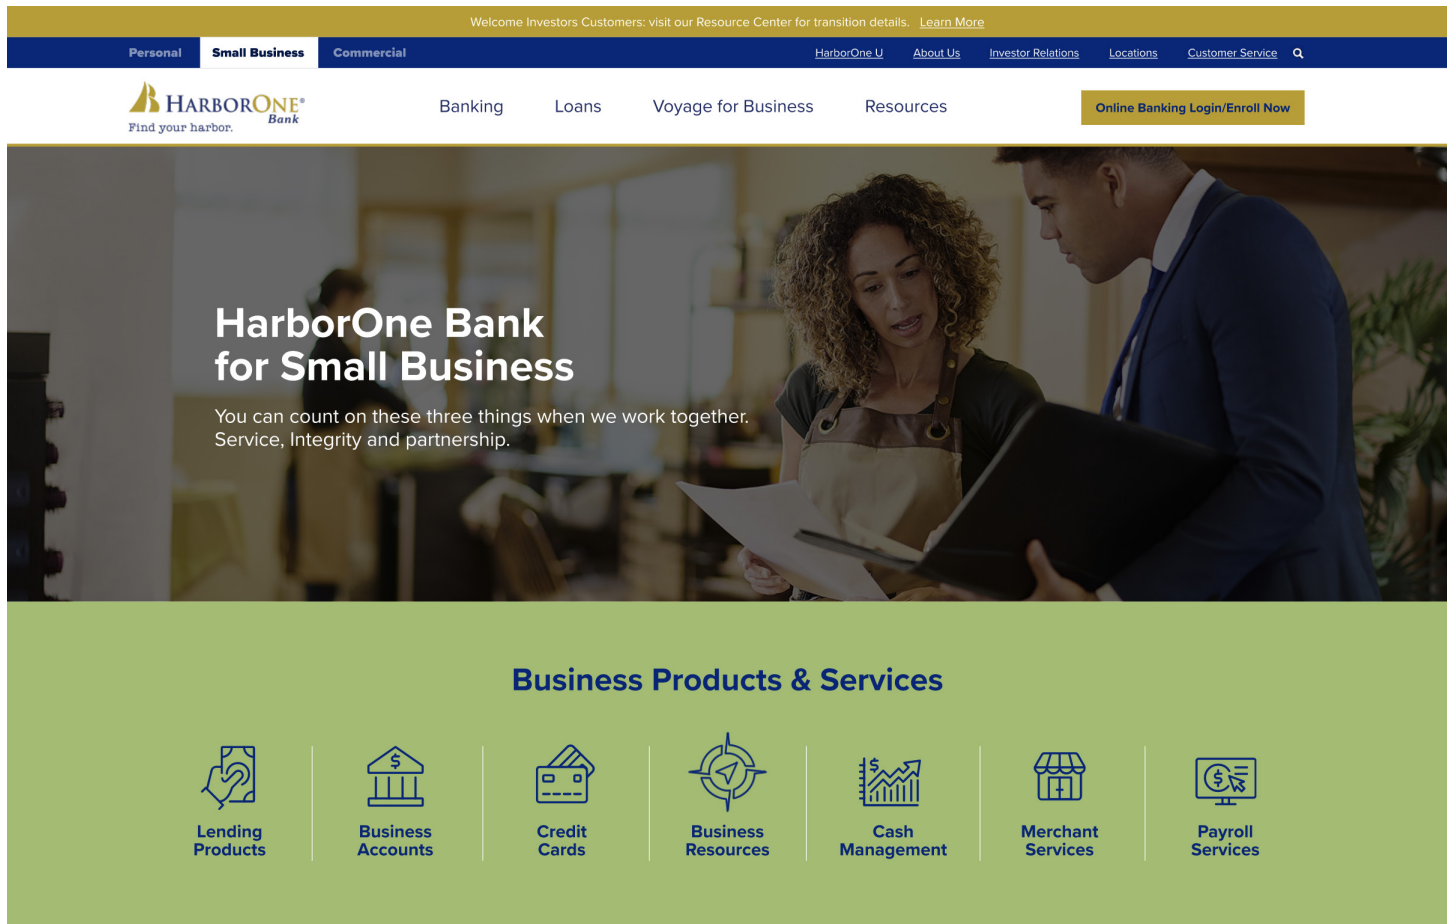 Welcome Investors Customers: visit our Resource Center for transition details. Learn More
Personal Small Business Commercial HarborOne U About Us Investor Relations Locations Customer Service
HARBORONE®
Bank
Find your harbor.
Banking Loans Voyage for Business Resources Online Banking Login/Enroll Now
HarborOne Bank
for Small Business
You can count on these three things when we work together.
Service, Integrity and partnership.
Business Products & Services
Lending
Products
Business
Accounts
Credit
Cards
Business
Resources
Cash
Management
Merchant
Services
Payroll
Services